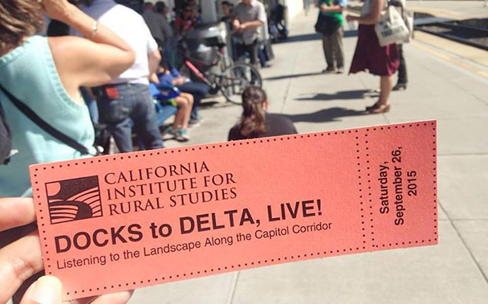 CALIFORNIA
INSTITUTE FOR
RURAL STUDIES
DOCKS to DELTA, LIVE!
Listening to the Landscape Along the Capitol Corridor
Saturday,
September 26,
2015